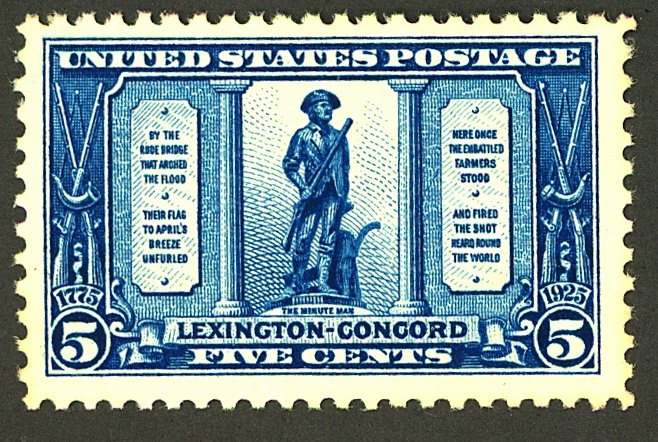 UNITED STATES POSTAGE
BY THE
RUDE BRIDGE
THAT ARCHED
THE FLOOD
THEIR FLAG
TO APRIL'S
BREEZE
UNFURLED
HERE ONCE
THE EMBATTLED
FARMERS
STOOD
AND FIRED
THE SHOT
HEARD ROUND
THE WORLD
1775
1925
THE MINUTE MAN
5
LEXINGTON-CONCORD
5
FIVE CENTS